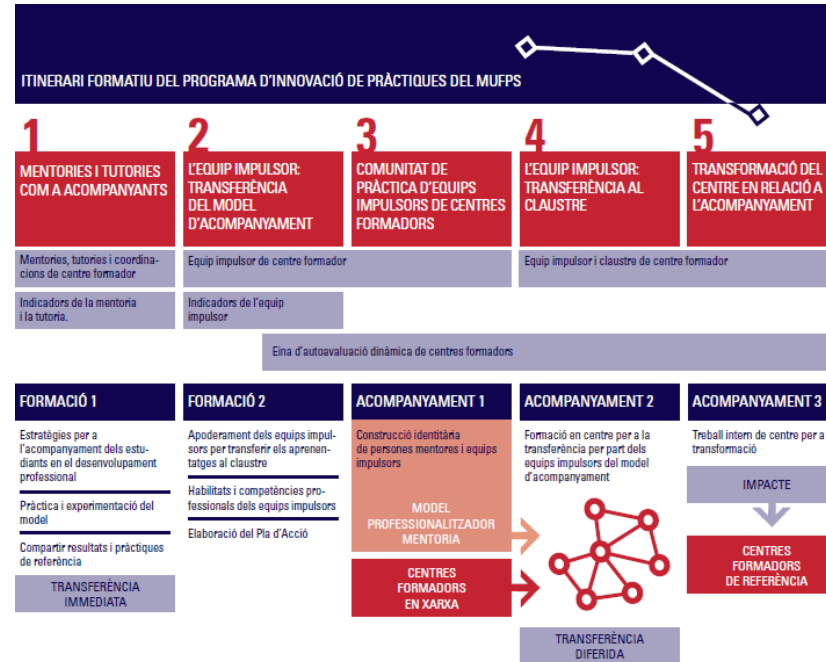 ITINERARI FORMATIU DEL PROGRAMA D'INNOVACIÓ DE PRÀCTIQUES DEL MUFPS
1
MENTORIES I TUTORIES
COM A ACOMPANYANTS
2
L'EQUIP IMPULSOR:
TRANSFERÈNCIA
DEL MODEL
D'ACOMPANYAMENT
3
COMUNITAT DE
PRÀCTICA D'EQUIPS
IMPULSORS DE CENTRES
FORMADORS
4
L'EQUIP IMPULSOR:
TRANSFERÈNCIA AL
CLAUSTRE
5
TRANSFORMACIÓ DEL
CENTRE EN RELACIÓ A
L'ACOMPANYAMENT
Mentories, tutories i coordina-
cions de centre formador
Equip impulsor de centre formador
Equip impulsor i claustre de centre formador
Indicadors de la mentoria
i la tutoria.
Indicadors de l'equip
impulsor
Eina d'autoavaluació dinàmica de centres formadors
FORMACIÓ 1
Estratègies per a
l'acompanyament dels estu-
diants en el desenvolupament
professional
Pràctica i experimentació del
model
Compartir resultats i pràctiques
de referència
TRANSFERÈNCIA
IMMEDIATA
FORMACIÓ 2
Apoderament dels equips impul-
sors per transferir els aprenen-
tatges al claustre
Habilitats i competències pro-
fessionals dels equips impulsors
Elaboració del Pla d'Acció
ACOMPANYAMENT 1
Construcció identitària
de persones mentores i equips
impulsors
MODEL
PROFESSIONALITZADOR
MENTORIA
CENTRES
FORMADORS
EN XARXA
ACOMPANYAMENT 2
Formació en centre per a la
transferència per part dels
equips impulsors del model
d'acompanyament
TRANSFERÈNCIA
DIFERIDA
ACOMPANYAMENT 3
Treball intern de centre per a
transformació
IMPACTE
CENTRES
FORMADORS
DE REFERÈNCIA